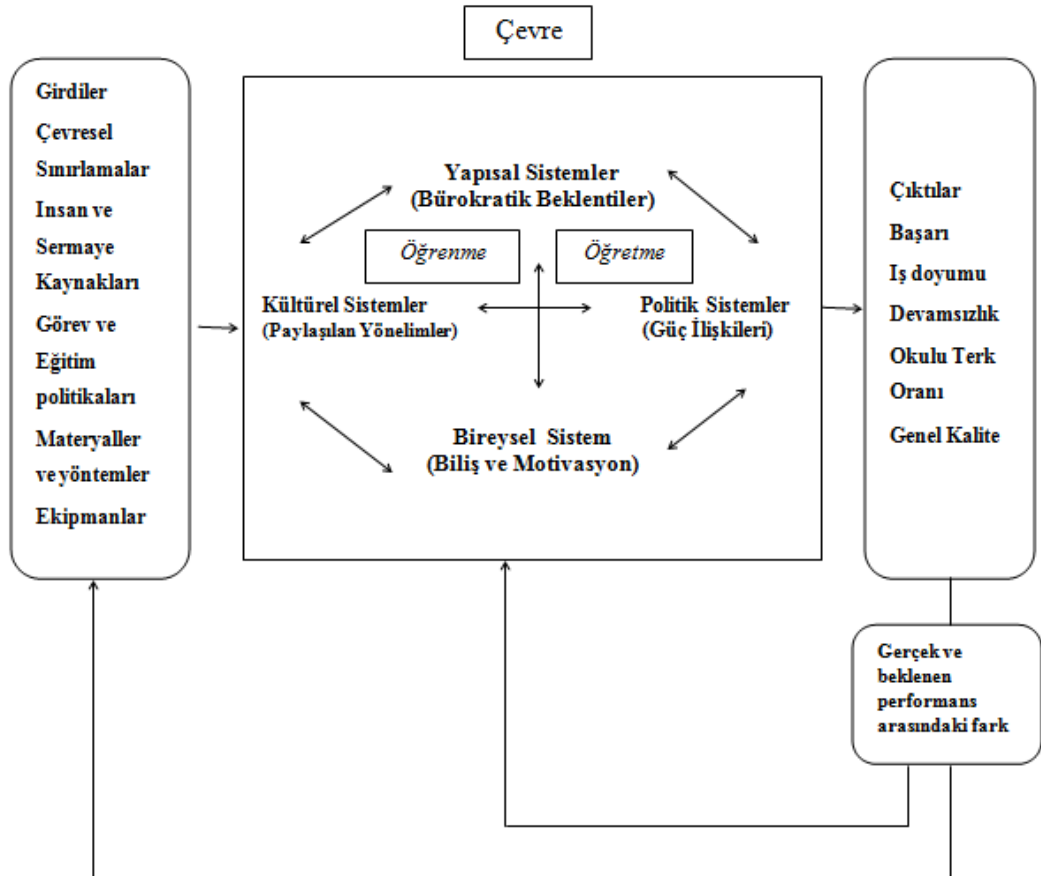 Çevre
Girdiler
Çevresel
Sınırlamalar
Insan ve
Sermaye
Kaynakları
Görev ve
Eğitim
politikaları
Materyaller
ve yöntemler
Ekipmanlar
Yapısal Sistemler
(Bürokratik Beklentiler)
Öğrenme
Öğretme
Kültürel Sistemler
(Paylaşılan Yönelimler)
Politik Sistemler
(Güç İlişkileri)
Bireysel Sistem
(Biliş ve Motivasyon)
Çıktılar
Başarı
Iş doyumu
Devamsızlık
Okulu Terk
Oranı
Genel Kalite
Gerçek ve
beklenen
performans
arasındaki fark